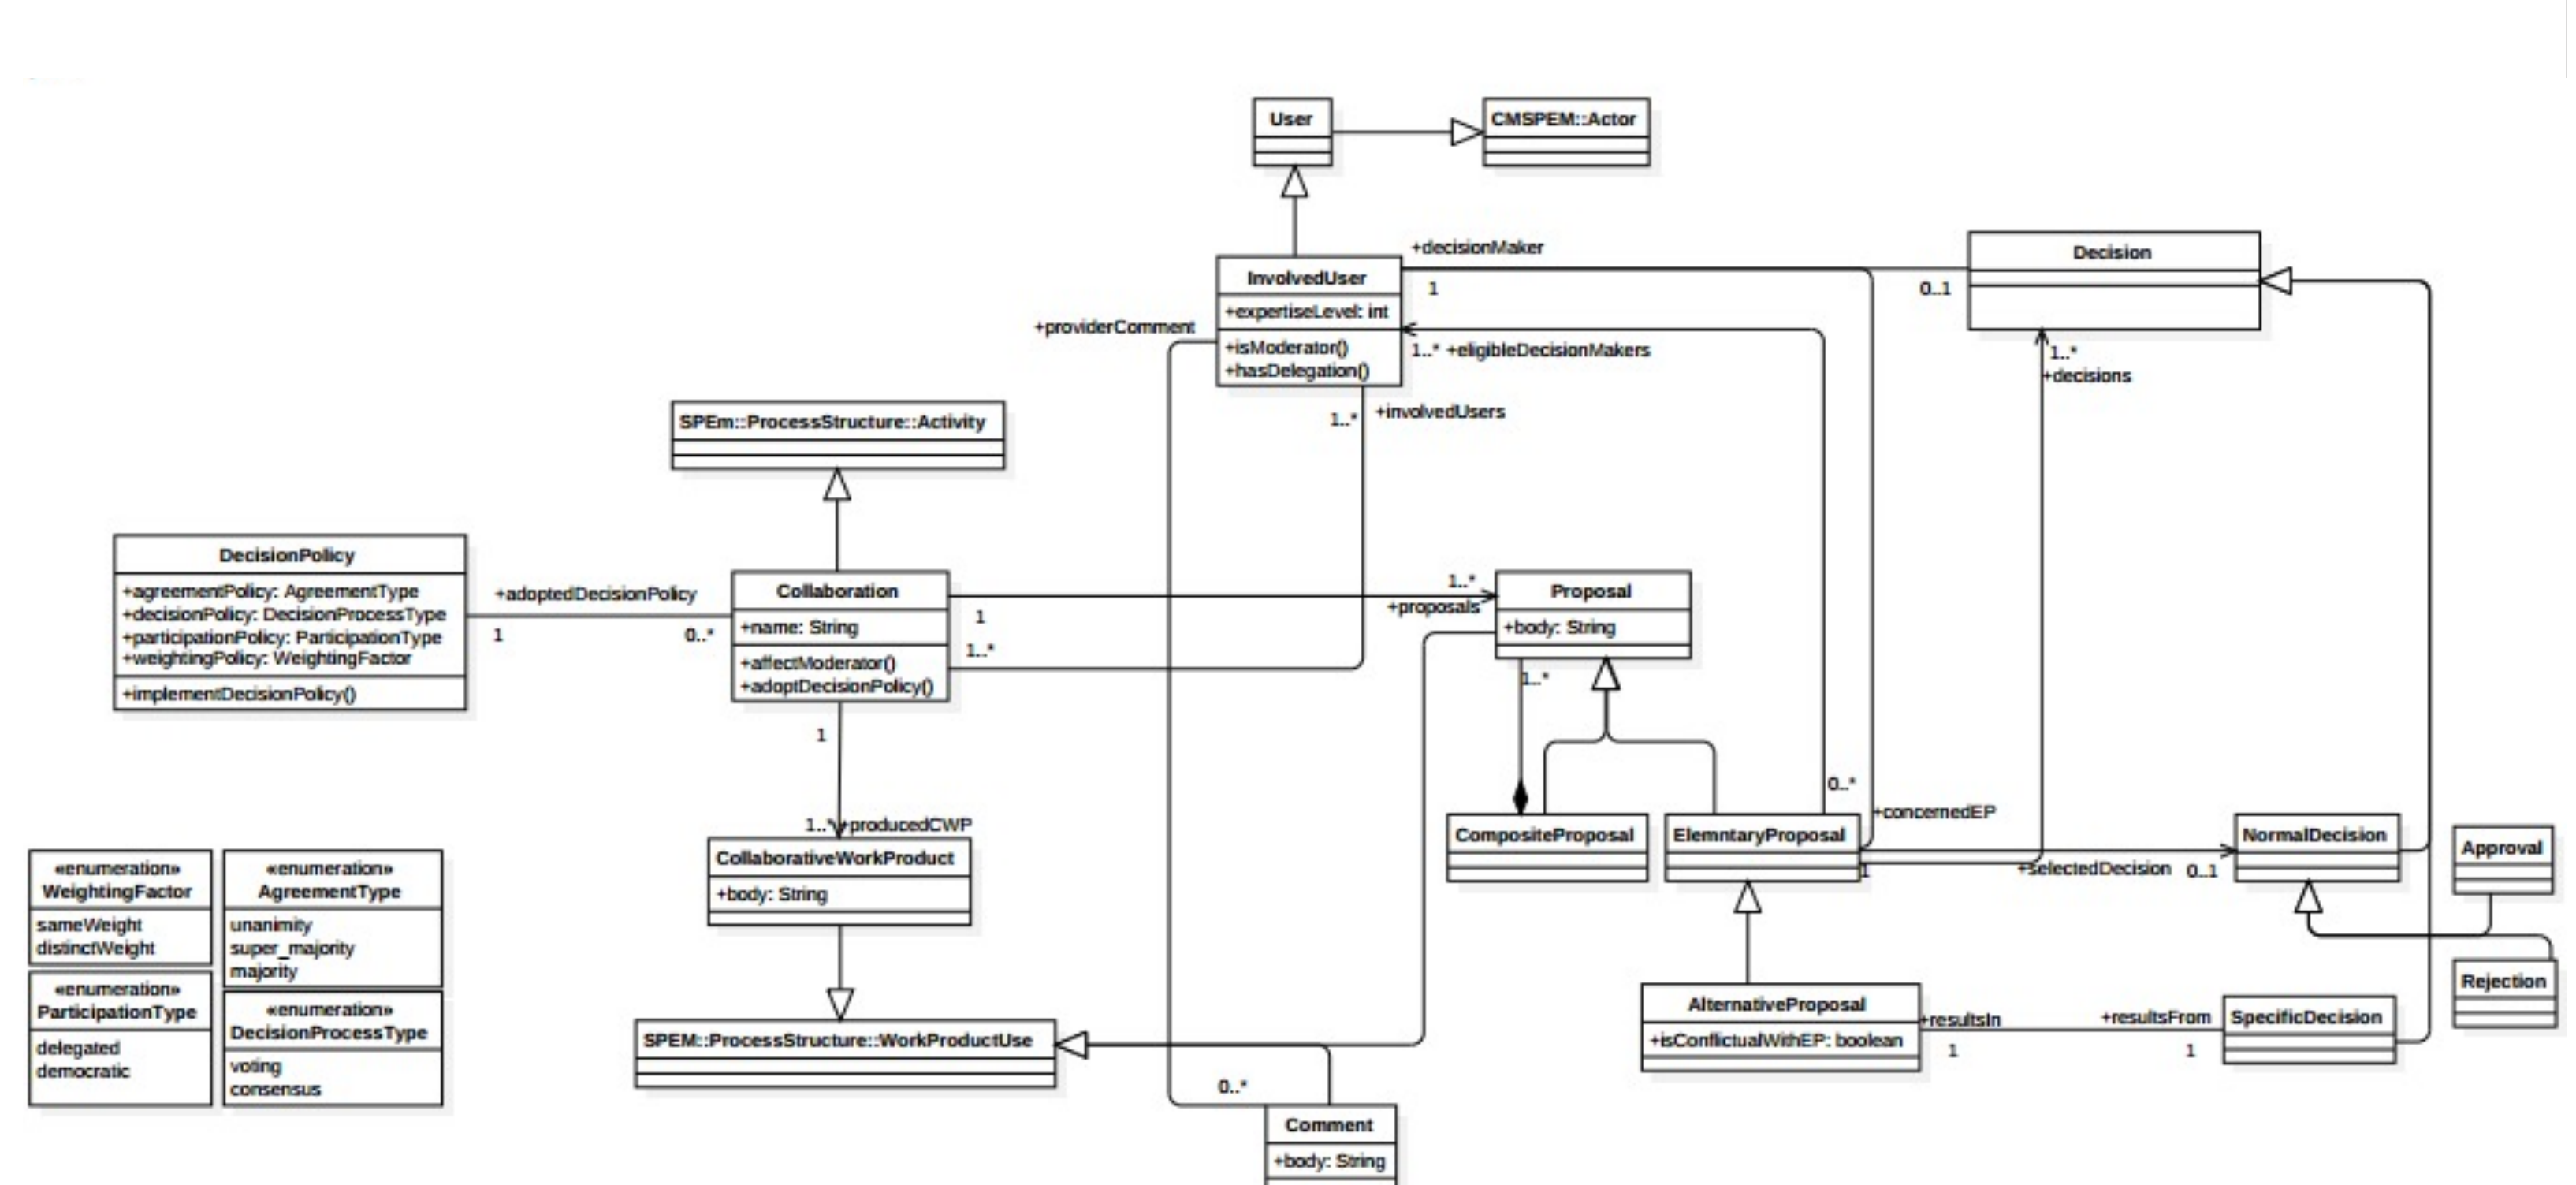 User
CMSPEM::Actor
+decisionMaker
1
0..1
Decision
InvolvedUser
+expertiseLevel: int
+isModerator()
+hasDelegation()
+providerComment
1..* +eligibleDecisionMakers
1..*
+decisions
1..*
+involvedUsers
SPEm::ProcessStructure::Activity
DecisionPolicy
+agreementPolicy: AgreementType
+decisionPolicy: DecisionProcessType
+participationPolicy: ParticipationType
+weightingPolicy: WeightingFactor
+implementDecisionPolicy()
+adoptedDecisionPolicy
1
0..*
Collaboration
+name: String
+affectModerator()
+adoptDecisionPolicy()
1
1..*
1..*
+proposals
Proposal
+body: String
1..*
1
1..*
+producedCWP
0..*
+concernedEP
CollaborativeWorkProduct
+body: String
CompositeProposal
ElemntaryProposal
1
+selectedDecision
0..1
NormalDecision
Approval
«enumeration»
WeightingFactor
sameWeight
distinctWeight
«enumeration»
AgreementType
unanimity
super_majority
majority
«enumeration»
ParticipationType
delegated
democratic
«enumeration»
DecisionProcessType
voting
consensus
SPEM::ProcessStructure::WorkProductUse
AlternativeProposal
+isConflictualWithEP: boolean
+resultsIn
1
+resultsFrom
1
SpecificDecision
Rejection
0..*
Comment
+body: String